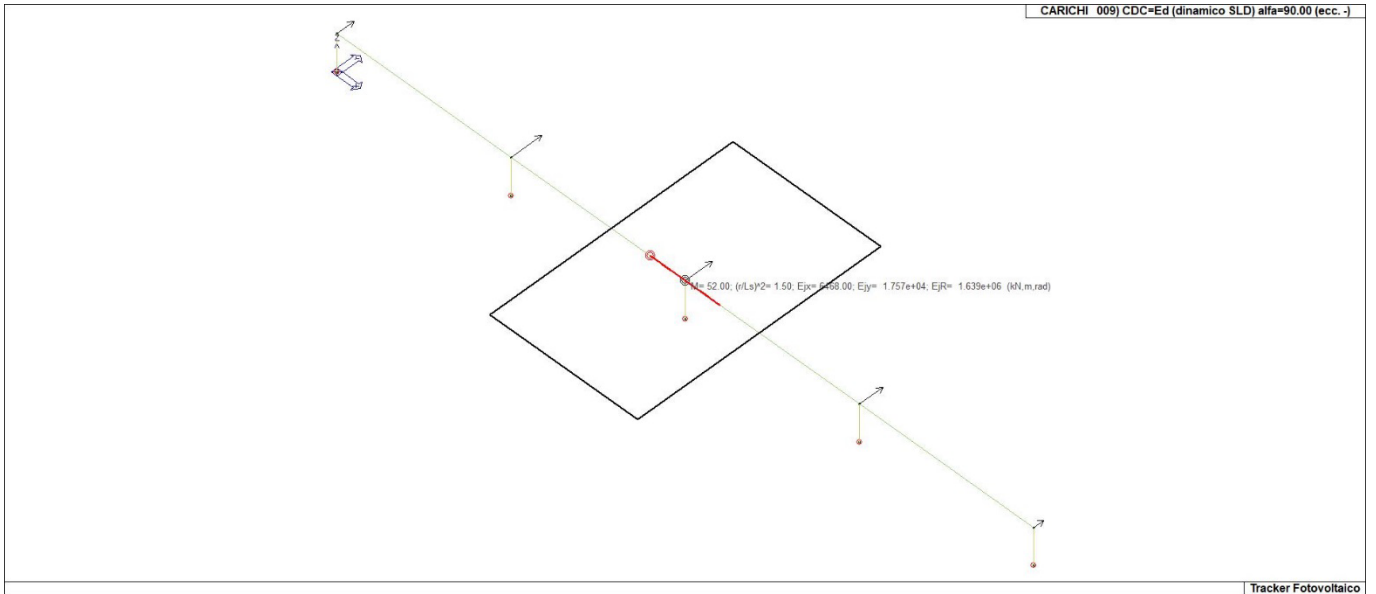 CARICHI 009) CDC=Ed (dinamico SLD) alfa=90.00 (ecc. -)
M= 52.00; (r/Ls)^2= 1.50; Ejx= 6468.00; Ejy= 1.757e+04; EjR= 1.639e+06 (kN,m,rad)
Tracker Fotovoltaico